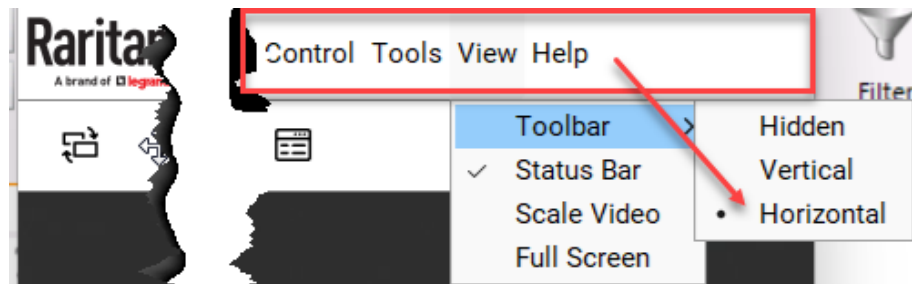 Raritan
A brand of legrand
Control Tools View Help
Filter
Toolbar
Status Bar
Scale Video
Full Screen
Hidden
Vertical
Horizontal